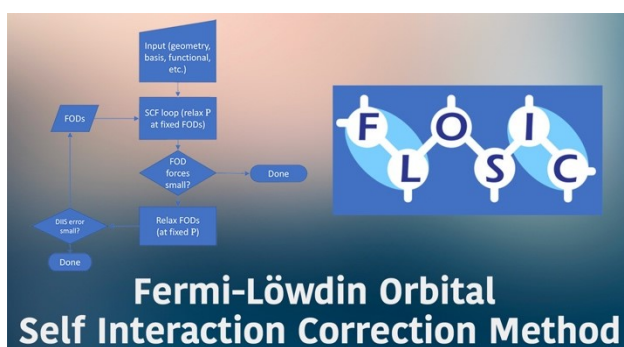 Input (geometry,
basis, functional,
etc.)
FODs
SCF loop (relax P
at fixed FODs)
FOD
forces
small?
Done
DIIS error
small?
Relax FODs
(at fixed P)
Done
F O I
L S C
Fermi-Löwdin Orbital
Self Interaction Correction Method